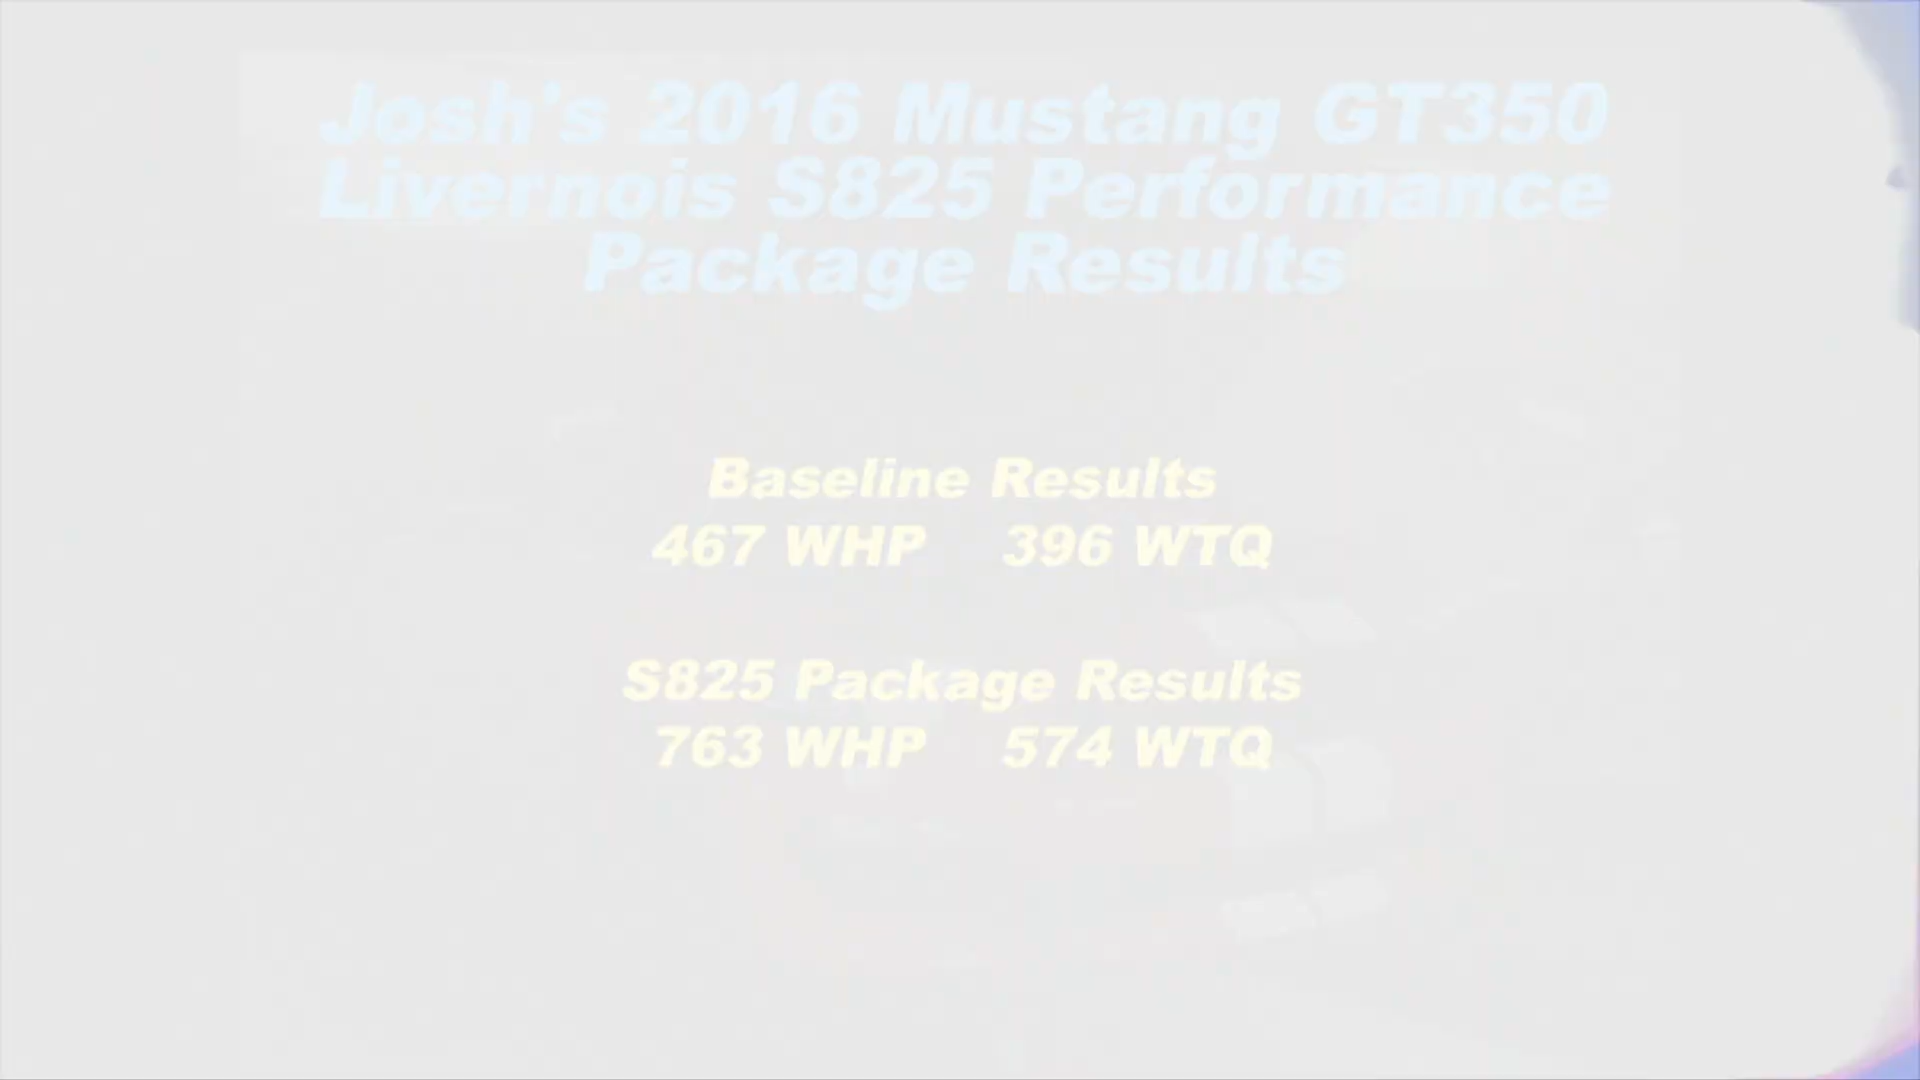 Josh's 2016 Mustang GT350
Livernois S825 Performance
Package Results
Baseline Results
467 WHP 396 WTQ
S825 Package Results
763 WHP 574 WTQ